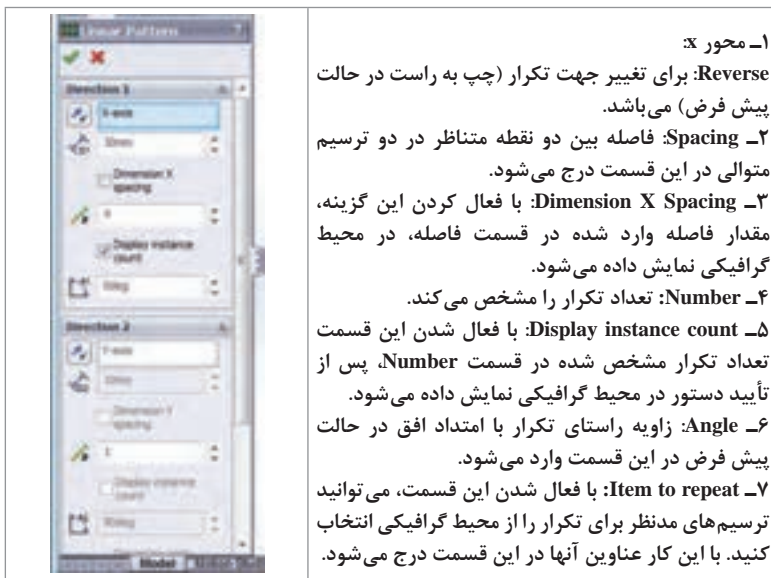 ۱ــ محور x:
Reverse: برای تغییر جهت تکرار (چپ به راست در حالت
پیش فرض) می‌باشد.
۲ــ Spacing: فاصله بین دو نقطه متناظر در دو ترسیم
متوالی در این قسمت درج می‌شود.
۳ــ Dimension X Spacing: با فعال کردن این گزینه،
مقدار فاصله وارد شده در قسمت فاصله، در محیط
گرافیکی نمایش داده می‌شود.
۴ــ Number: تعداد تکرار را مشخص می‌کند.
۵ــ Display instance count: با فعال شدن این قسمت
تعداد تکرار مشخص شده در قسمت Number، پس از
تأیید دستور در محیط گرافیکی نمایش داده می‌شود.
۶ــ Angle: زاویه راستای تکرار با امتداد افق در حالت
پیش فرض در این قسمت وارد می‌شود.
۷ــ Item to repeat: با فعال شدن این قسمت، می‌توانید
ترسیم‌های مدنظر برای تکرار را از محیط گرافیکی انتخاب
کنید. با این کار عناوین آنها در این قسمت درج می‌شود.
Linear Pattern
?
Direction 1
X-axis
Dimension X
spacing
Display instance
count
Direction 2
Y-axis
Dimension Y
spacing
Display instance
count
Model